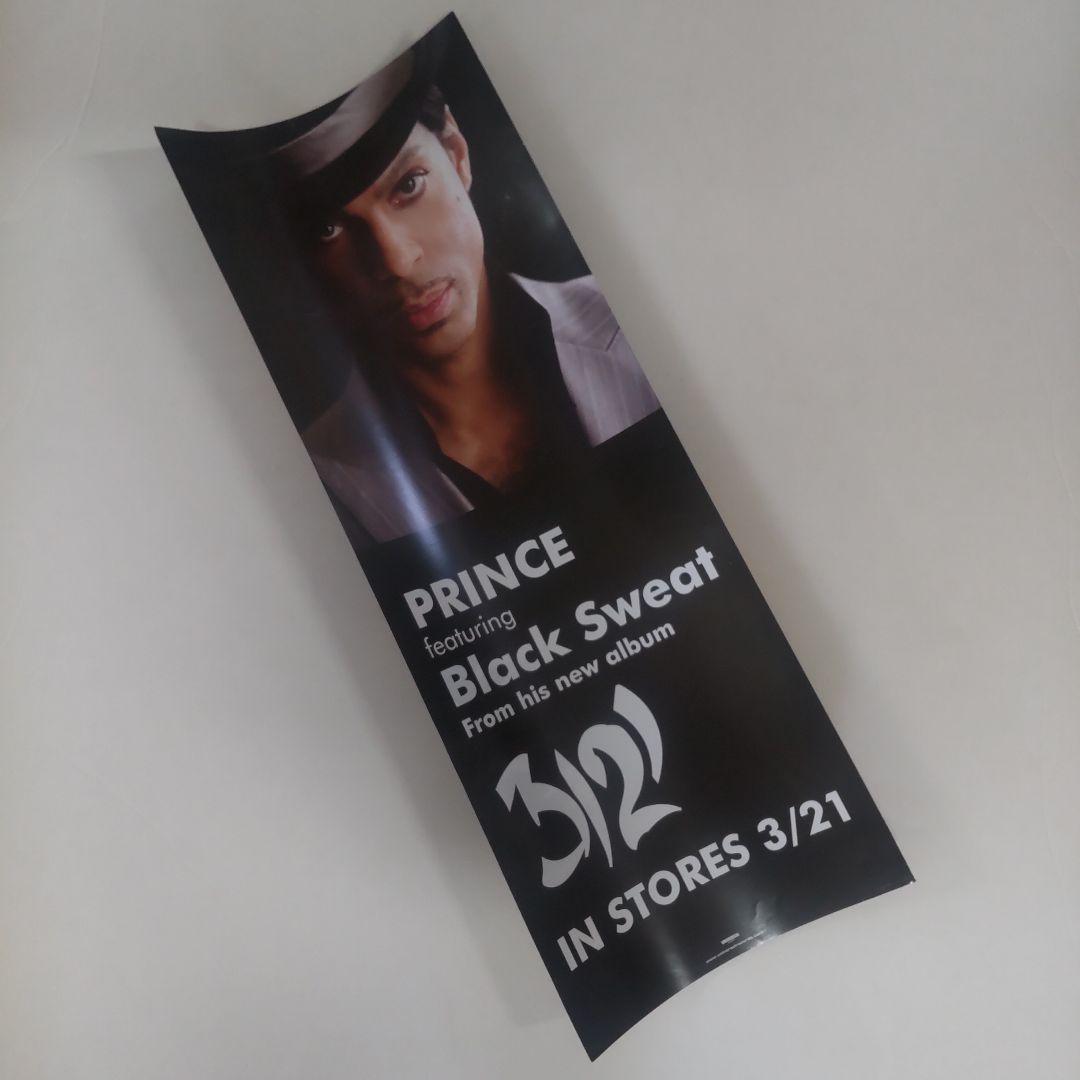 PRINCE
featuring
Black Sweat
From his new album
3121
IN STORES 3/21